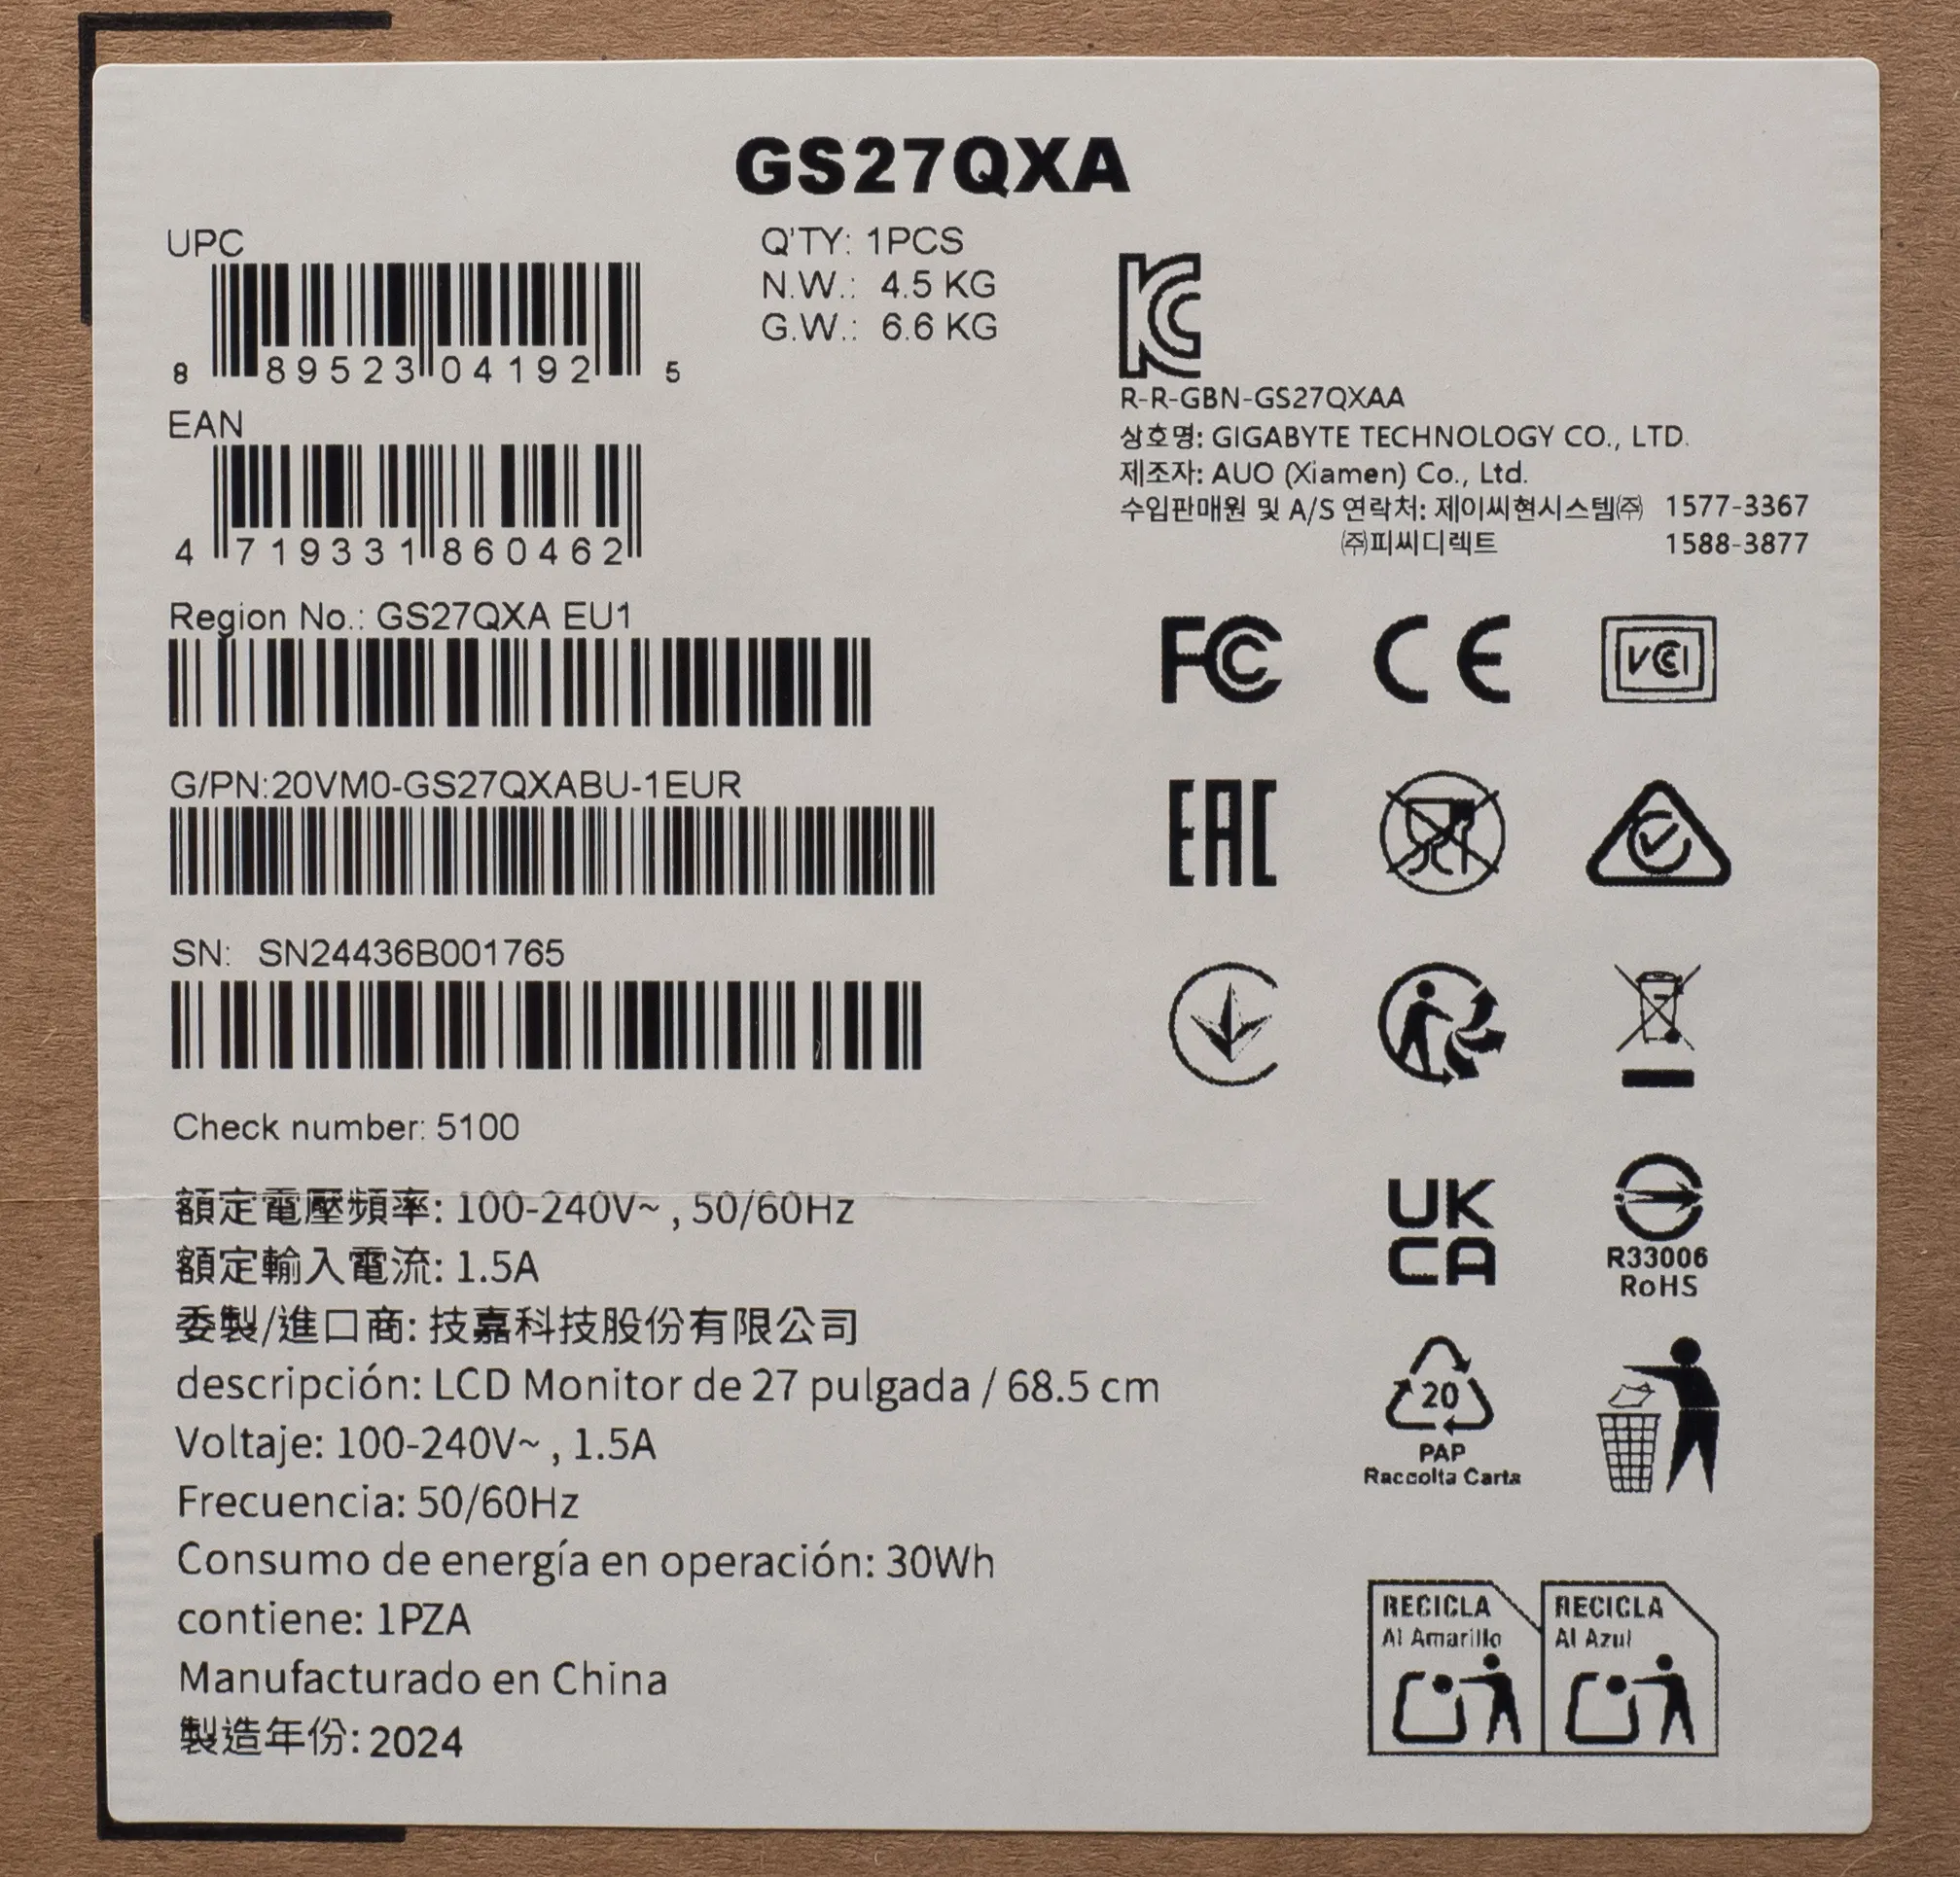 GS27QXA
UPC
8 89523 04192 5
Q'TY: 1PCS
N.W.: 4.5 KG
G.W.: 6.6 KG
EAN
4 719331 860462
R-R-GBN-GS27QXAA
상호명: GIGABYTE TECHNOLOGY CO., LTD.
제조자: AUO (Xiamen) Co., Ltd.
수입판매원 및 A/S 연락처: 제이씨현시스템㈜ 1577-3367
㈜피씨디렉트 1588-3877
Region No.: GS27QXA EU1
FC CE VCI
G/PN:20VM0-GS27QXABU-1EUR
EAC
SN: SN24436B001765
Check number: 5100
額定電壓頻率: 100-240V~ , 50/60Hz
額定輸入電流: 1.5A
委製/進口商: 技嘉科技股份有限公司
descripción: LCD Monitor de 27 pulgada / 68.5 cm
Voltaje: 100-240V~ , 1.5A
Frecuencia: 50/60Hz
Consumo de energía en operación: 30Wh
contiene: 1PZA
Manufacturado en China
製造年份: 2024
UK
CA
R33006
RoHS
20
PAP
Raccolta Carta
RECICLA
Al Amarillo
RECICLA
Al Azul